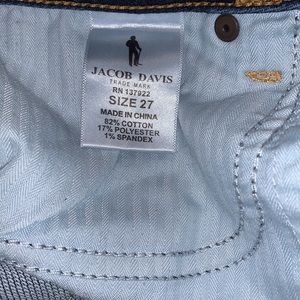 JACOB DAVIS
TRADE MARK
RN 137922
SIZE 27
MADE IN CHINA
82% COTTON
17% POLYESTER
1% SPANDEX